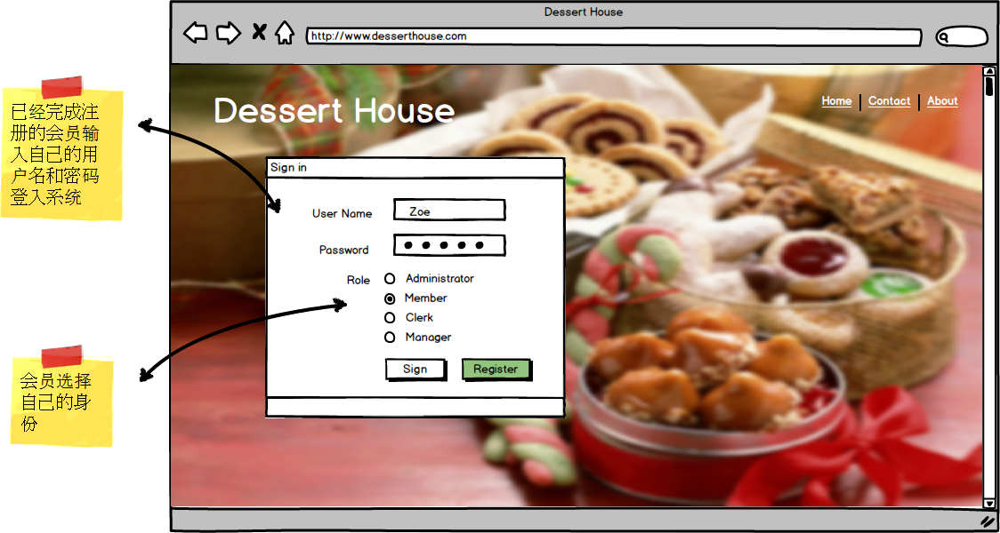 Dessert House
http://www.desserthouse.com
Dessert House
Home
Contact
About
已经完成注
册的会员输
入自己的用
户名和密码
登入系统
Sign in
User Name
Zoe
Password
Role
Administrator
Member
Clerk
Manager
Sign
Register
会员选择
自己的身
份